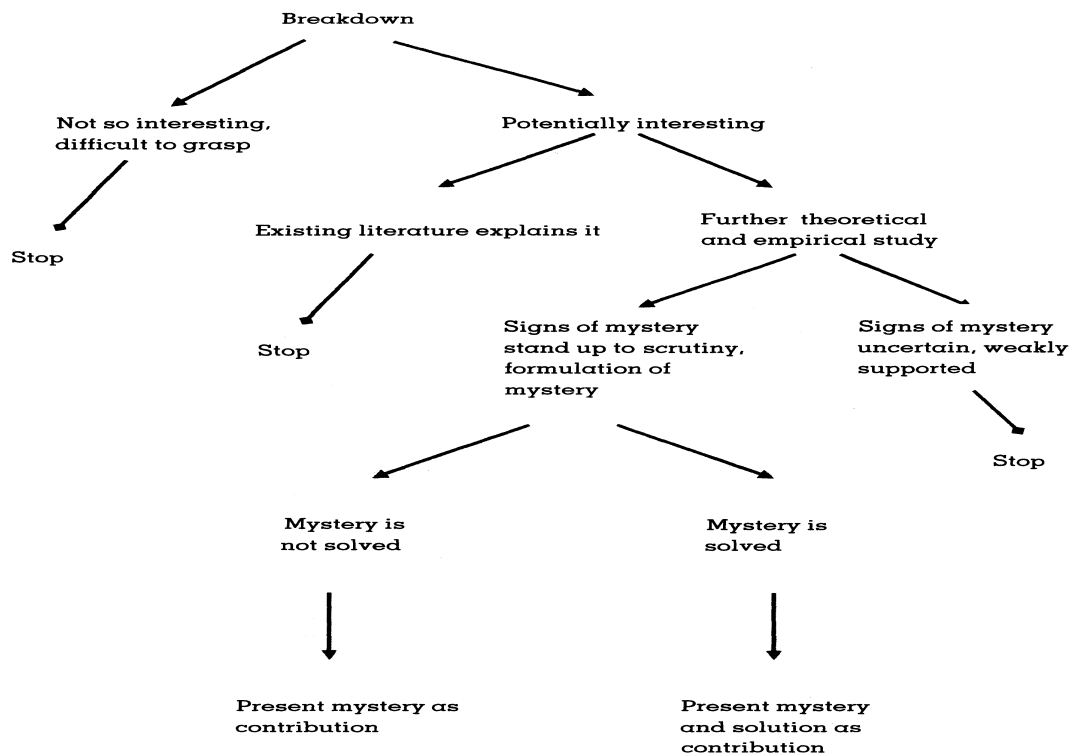 Breakdown
Not so interesting,
difficult to grasp
Potentially interesting
Stop
Existing literature explains it
Further theoretical
and empirical study
Stop
Signs of mystery
stand up to scrutiny,
formulation of
mystery
Signs of mystery
uncertain, weakly
supported
Stop
Mystery is
not solved
Mystery is
solved
Present mystery as
contribution
Present mystery
and solution as
contribution